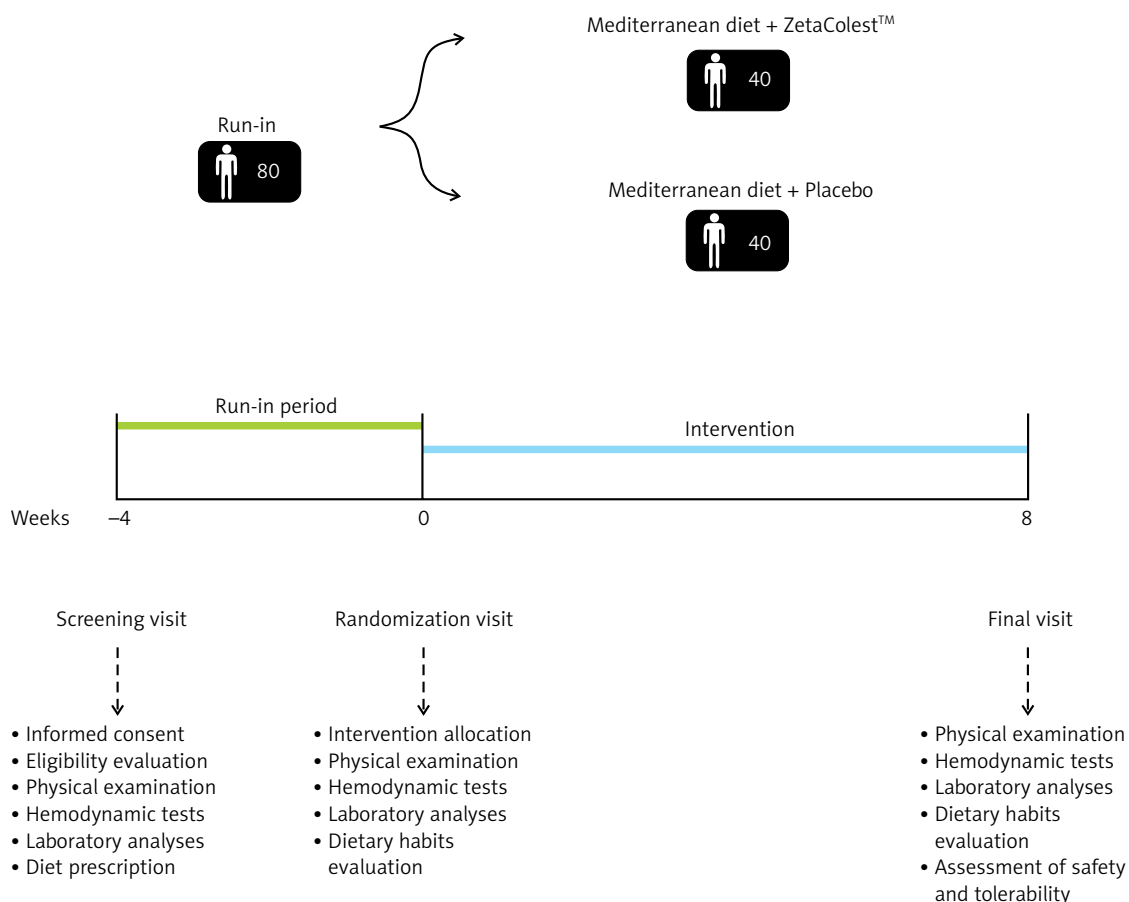 Mediterranean diet + ZetaColest™
40
Run-in
80
Mediterranean diet + Placebo
40
Run-in period
Intervention
Weeks –4 0 8
Screening visit
• Informed consent
• Eligibility evaluation
• Physical examination
• Hemodynamic tests
• Laboratory analyses
• Diet prescription
Randomization visit
• Intervention allocation
• Physical examination
• Hemodynamic tests
• Laboratory analyses
• Dietary habits
evaluation
Final visit
• Physical examination
• Hemodynamic tests
• Laboratory analyses
• Dietary habits
evaluation
• Assessment of safety
and tolerability